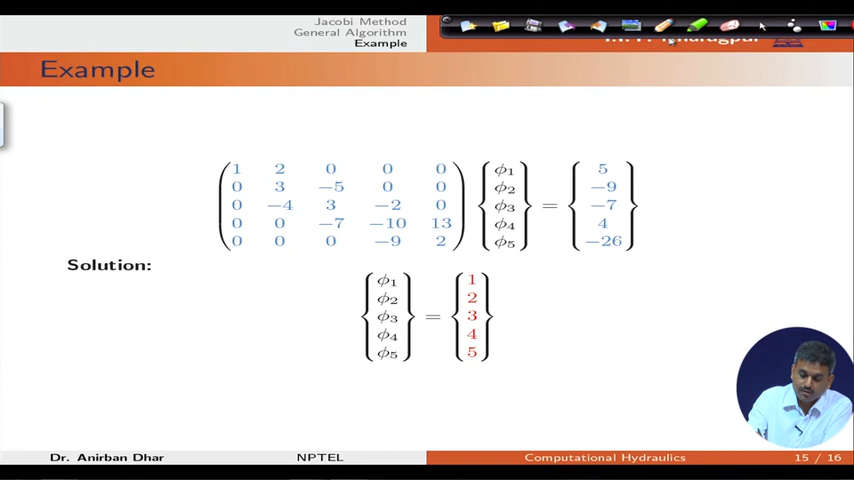 Jacobi Method
General Algorithm
Example
I.I.T. Kharagpur
Example
1 2 0 0 0 ϕ1 5
0 3 −5 0 0 ϕ2 −9
0 −4 3 −2 0 ϕ3 = −7
0 0 −7 −10 13 ϕ4 4
0 0 0 −9 2 ϕ5 −26
Solution:
ϕ1 1
ϕ2 2
ϕ3 = 3
ϕ4 4
ϕ5 5
Dr. Anirban Dhar NPTEL Computational Hydraulics 15 / 16